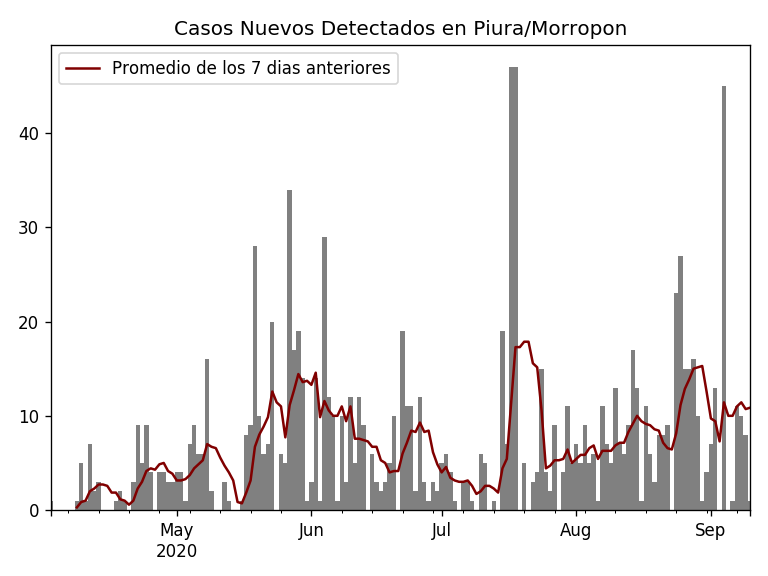 Casos Nuevos Detectados en Piura/Morropon
Promedio de los 7 dias anteriores
40
30
20
10
0
May
2020
Jun
Jul
Aug
Sep